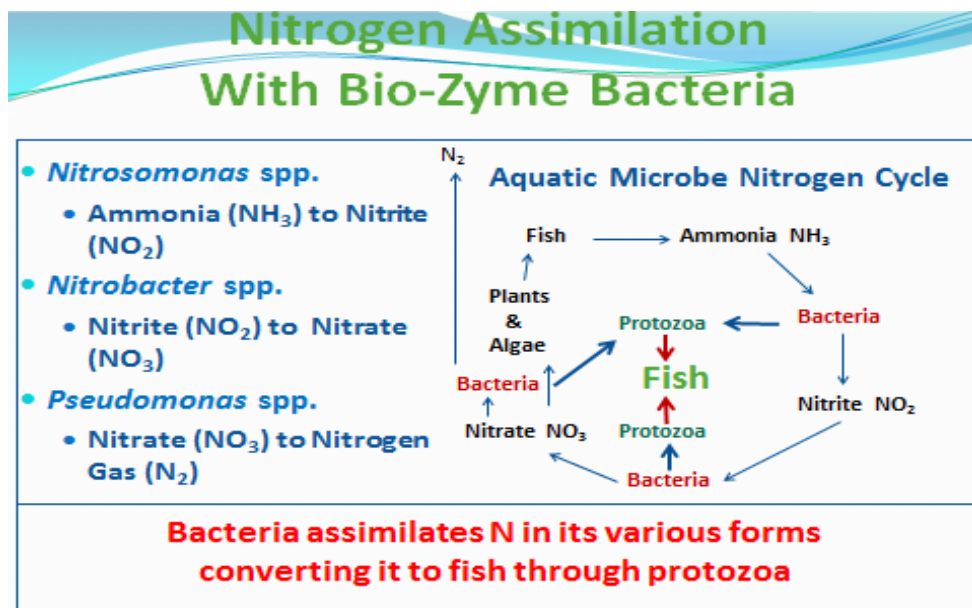 Nitrogen Assimilation
With Bio-Zyme Bacteria
• Nitrosomonas spp.
• Ammonia (NH₃) to Nitrite
(NO₂)
• Nitrobacter spp.
• Nitrite (NO₂) to Nitrate
(NO₃)
• Pseudomonas spp.
• Nitrate (NO₃) to Nitrogen
Gas (N₂)
N₂
Aquatic Microbe Nitrogen Cycle
Fish
Ammonia NH₃
Plants
&
Algae
Protozoa
Bacteria
Fish
Bacteria
Nitrite NO₂
Nitrate NO₃
Protozoa
Bacteria
Bacteria assimilates N in its various forms
converting it to fish through protozoa